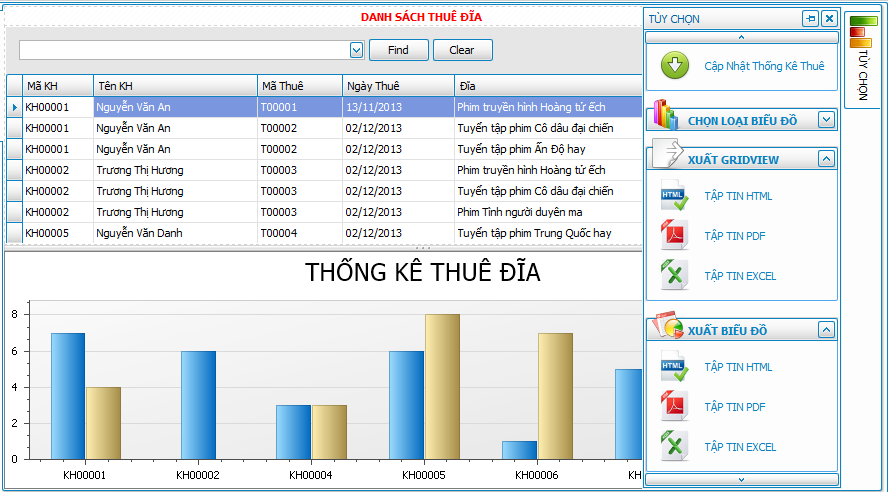 DANH SÁCH THUÊ ĐĨA
Find Clear
Mã KH Tên KH Mã Thuê Ngày Thuê Đĩa
KH00001 Nguyễn Văn An T00001 13/11/2013 Phim truyền hình Hoàng tử ếch
KH00001 Nguyễn Văn An T00002 02/12/2013 Tuyển tập phim Cô dâu đại chiến
KH00001 Nguyễn Văn An T00002 02/12/2013 Tuyển tập phim Ấn Độ hay
KH00002 Trương Thị Hương T00003 02/12/2013 Phim truyền hình Hoàng tử ếch
KH00002 Trương Thị Hương T00003 02/12/2013 Tuyển tập phim Cô dâu đại chiến
KH00002 Trương Thị Hương T00003 02/12/2013 Phim Tình người duyên ma
KH00005 Nguyễn Văn Danh T00004 02/12/2013 Tuyển tập phim Trung Quốc hay
THỐNG KÊ THUÊ ĐĨA
8
6
4
2
0
KH00001 KH00002 KH00004 KH00005 KH00006 KH
TÙY CHỌN
Cập Nhật Thống Kê Thuê
CHỌN LOẠI BIỂU ĐỒ
XUẤT GRIDVIEW
HTML TẬP TIN HTML
TẬP TIN PDF
TẬP TIN EXCEL
XUẤT BIỂU ĐỒ
HTML TẬP TIN HTML
TẬP TIN PDF
TẬP TIN EXCEL
TÙY CHỌN